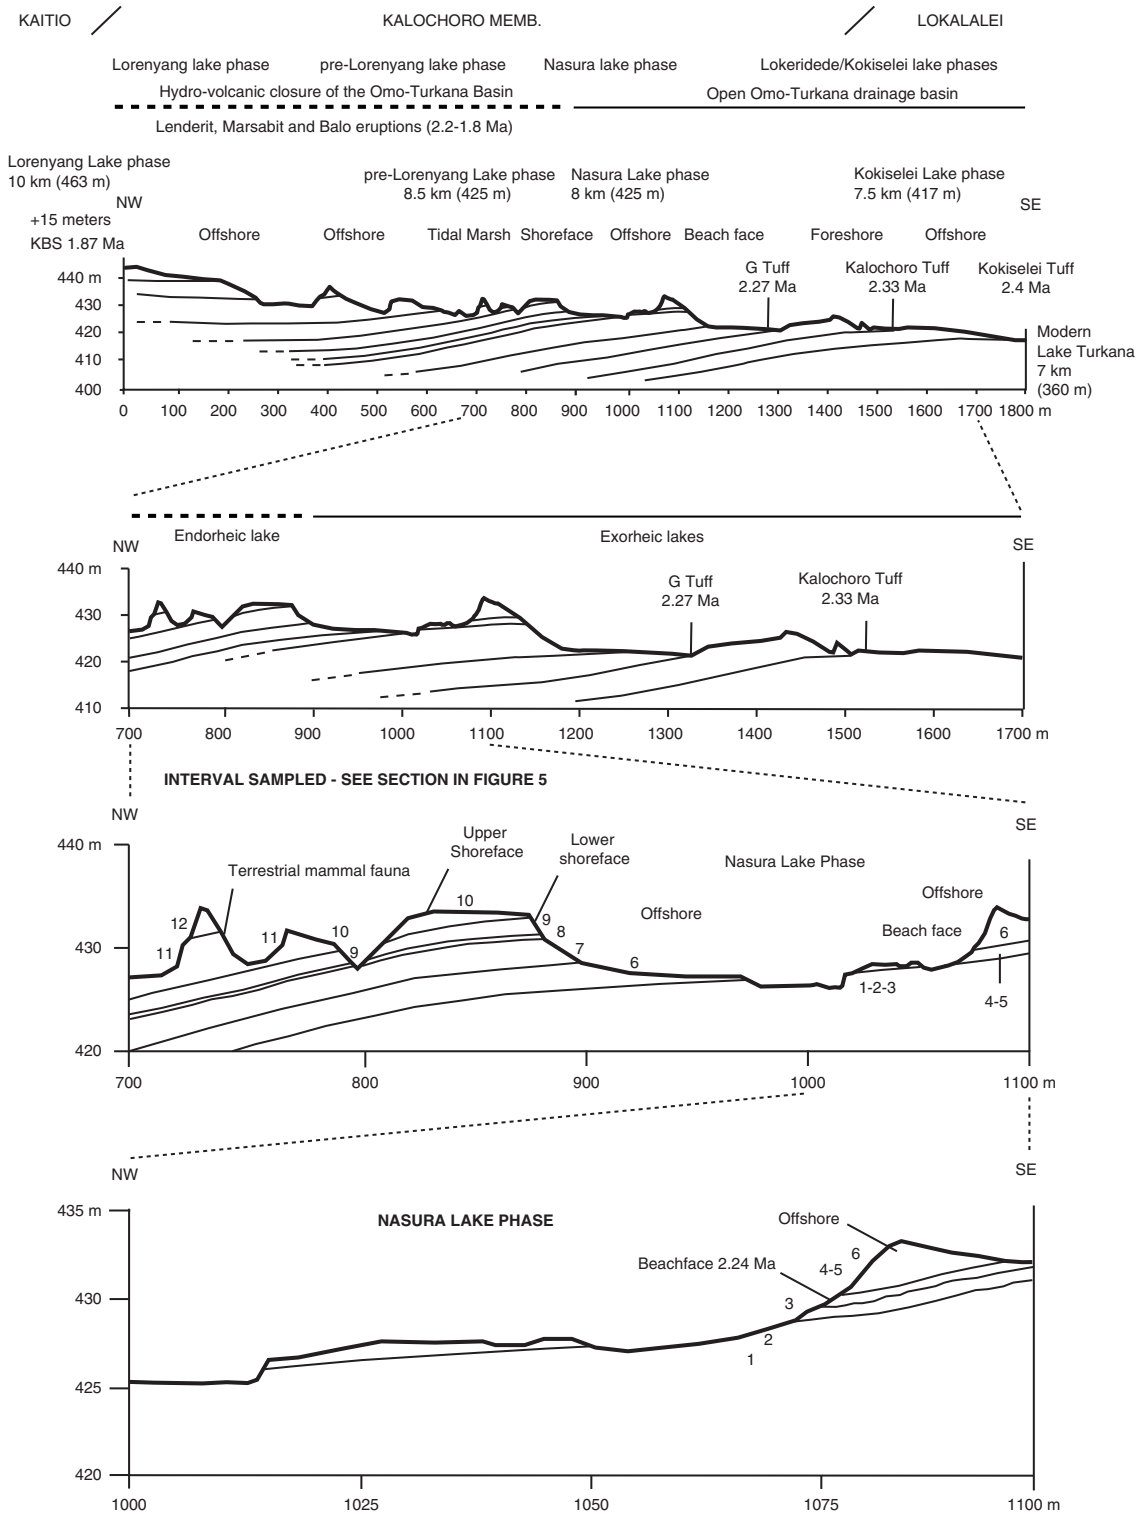 KAITIO
KALOCHORO MEMB.
LOKALALEI
Lorenyang lake phase
pre-Lorenyang lake phase
Nasura lake phase
Lokeridede/Kokiselei lake phases
Hydro-volcanic closure of the Omo-Turkana Basin
Open Omo-Turkana drainage basin
Lenderit, Marsabit and Balo eruptions (2.2-1.8 Ma)
Lorenyang Lake phase
10 km (463 m)
pre-Lorenyang Lake phase
8.5 km (425 m)
Nasura Lake phase
8 km (425 m)
Kokiselei Lake phase
7.5 km (417 m)
NW
SE
+15 meters
KBS 1.87 Ma
Offshore
Offshore
Tidal Marsh
Shoreface
Offshore
Beach face
Foreshore
Offshore
G Tuff
2.27 Ma
Kalochoro Tuff
2.33 Ma
Kokiselei Tuff
2.4 Ma
440 m
430
420
410
400
Modern
Lake Turkana
7 km
(360 m)
0 100 200 300 400 500 600 700 800 900 1000 1100 1200 1300 1400 1500 1600 1700 1800 m
Endorheic lake
Exorheic lakes
NW
SE
440 m
430
420
410
G Tuff
2.27 Ma
Kalochoro Tuff
2.33 Ma
700 800 900 1000 1100 1200 1300 1400 1500 1600 1700 m
INTERVAL SAMPLED - SEE SECTION IN FIGURE 5
NW
SE
440 m
430
420
Terrestrial mammal fauna
Upper
Shoreface
Lower
shoreface
Nasura Lake Phase
Offshore
Offshore
Beach face
12
11
11
10
9
10
9
8
7
6
1-2-3
6
4-5
700 800 900 1000 1100 m
NW
SE
435 m
430
425
420
NASURA LAKE PHASE
Offshore
Beachface 2.24 Ma
6
4-5
3
2
1
1000 1025 1050 1075 1100 m